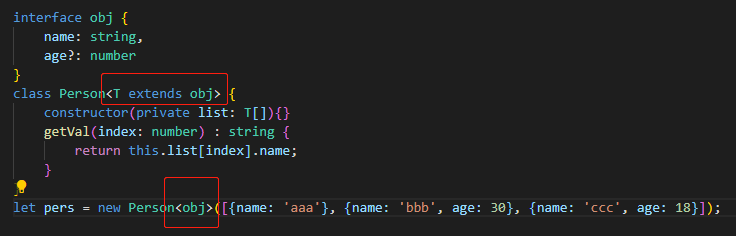 interface obj {
    name: string,
    age?: number
}
class Person<T extends obj> {
    constructor(private list: T[]){}
    getVal(index: number) : string {
        return this.list[index].name;
    }
}
let pers = new Person<obj>([{name: 'aaa'}, {name: 'bbb', age: 30}, {name: 'ccc', age: 18}]);